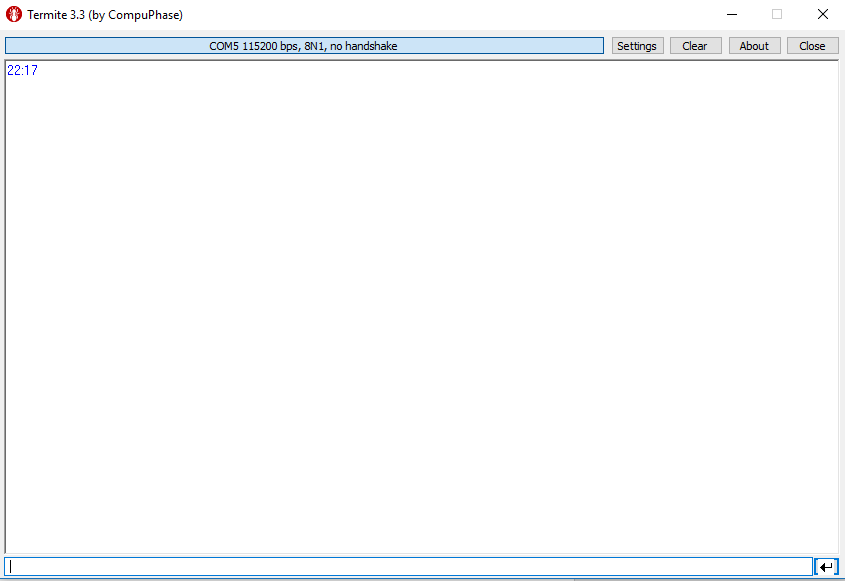 Termite 3.3 (by CompuPhase)
COM5 115200 bps, 8N1, no handshake
Settings
Clear
About
Close
22:17